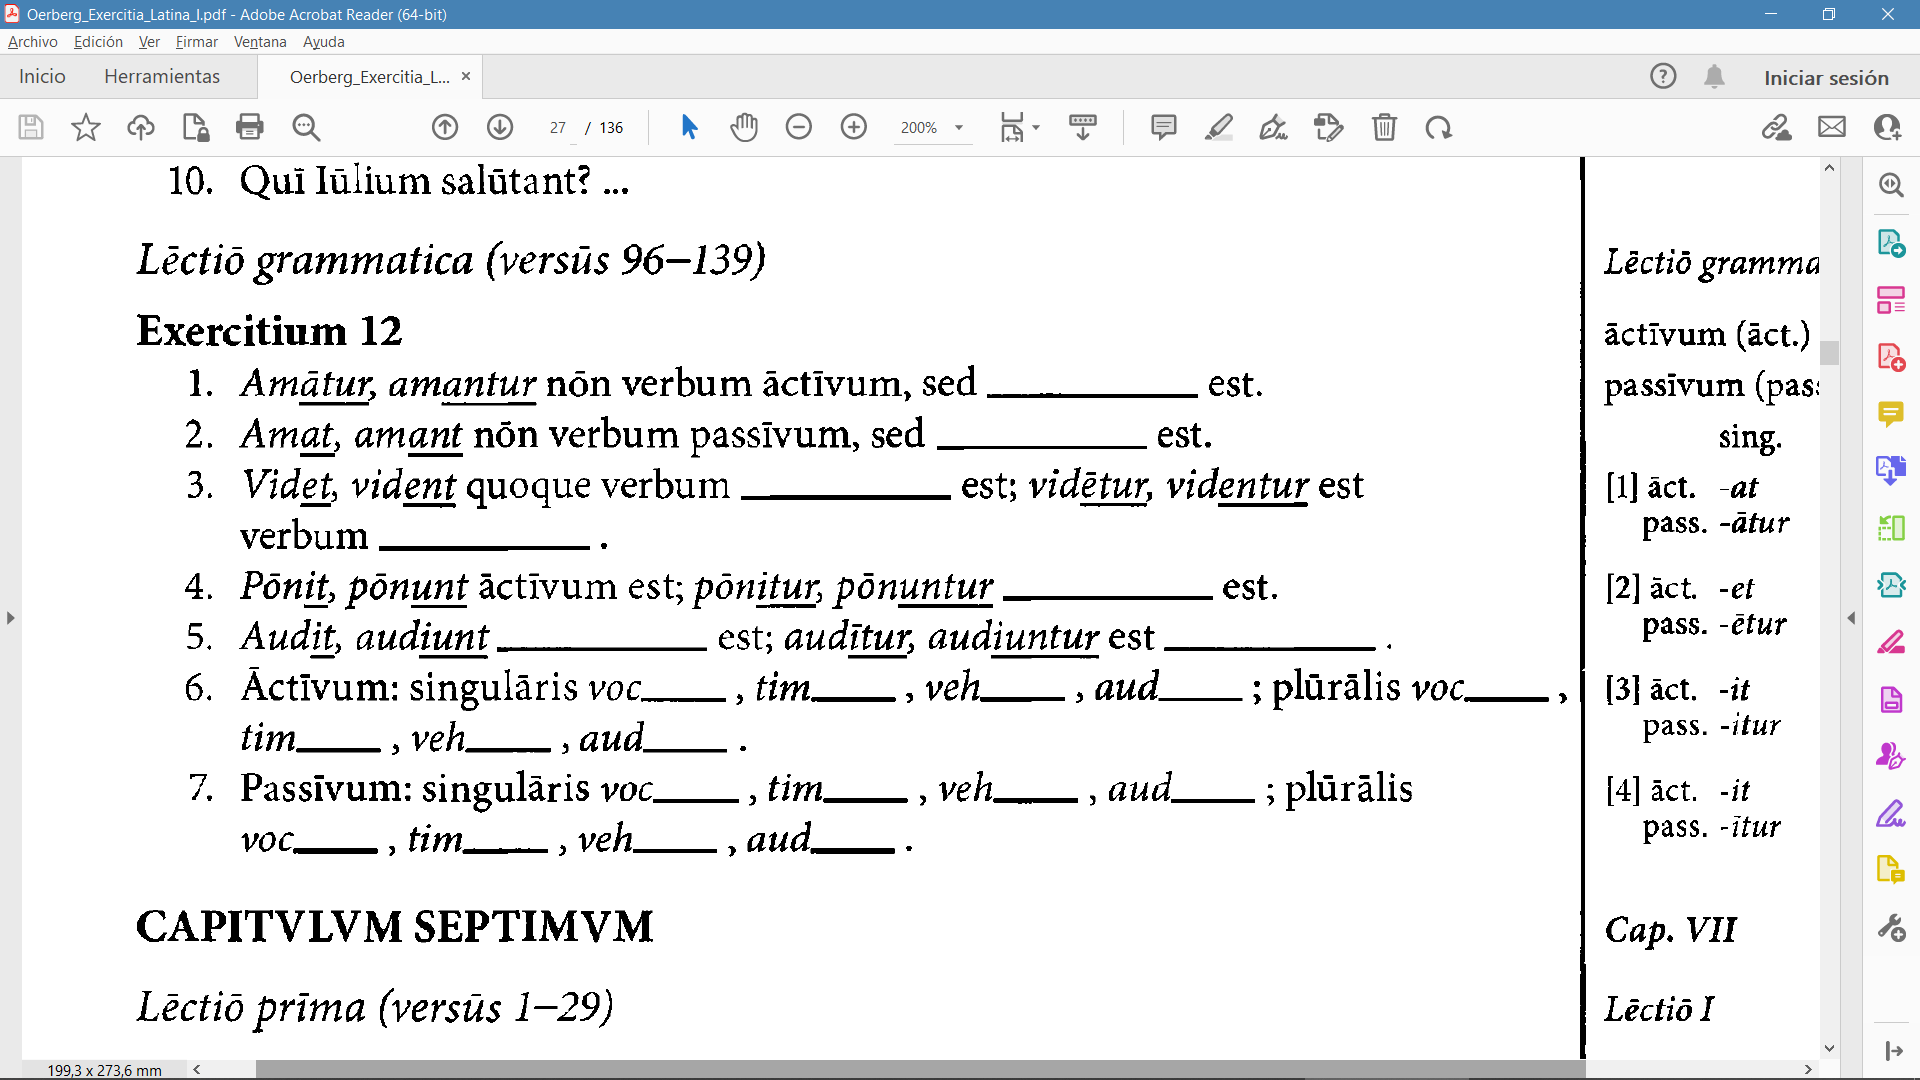 Oerberg_Exercitia_Latina_I.pdf - Adobe Acrobat Reader (64-bit)
Archivo Edición Ver Firmar Ventana Ayuda
Inicio Herramientas Oerberg_Exercitia_L... × Iniciar sesión
27 / 136 200%
10. Quī Iūlium salūtant? ...
Lēctiō grammatica (versūs 96–139)
Exercitium 12
1. Amātur, amantur nōn verbum āctīvum, sed __________ est.
2. Amat, amant nōn verbum passīvum, sed __________ est.
3. Videt, vident quoque verbum __________ est; vidētur, videntur est
verbum __________ .
4. Pōnit, pōnunt āctīvum est; pōnitur, pōnuntur __________ est.
5. Audit, audiunt __________ est; audītur, audiuntur est __________ .
6. Āctīvum: singulāris voc____ , tim____ , veh____ , aud____ ; plūrālis voc____ ,
tim____ , veh____ , aud____ .
7. Passīvum: singulāris voc____ , tim____ , veh____ , aud____ ; plūrālis
voc____ , tim____ , veh____ , aud____ .
CAPITVLVM SEPTIMVM
Lēctiō prīma (versūs 1–29)
Lēctiō gramma
āctīvum (āct.)
passīvum (pass
sing.
[1] āct. -at
pass. -ātur
[2] āct. -et
pass. -ētur
[3] āct. -it
pass. -itur
[4] āct. -it
pass. -ītur
Cap. VII
Lēctiō I
199,3 x 273,6 mm